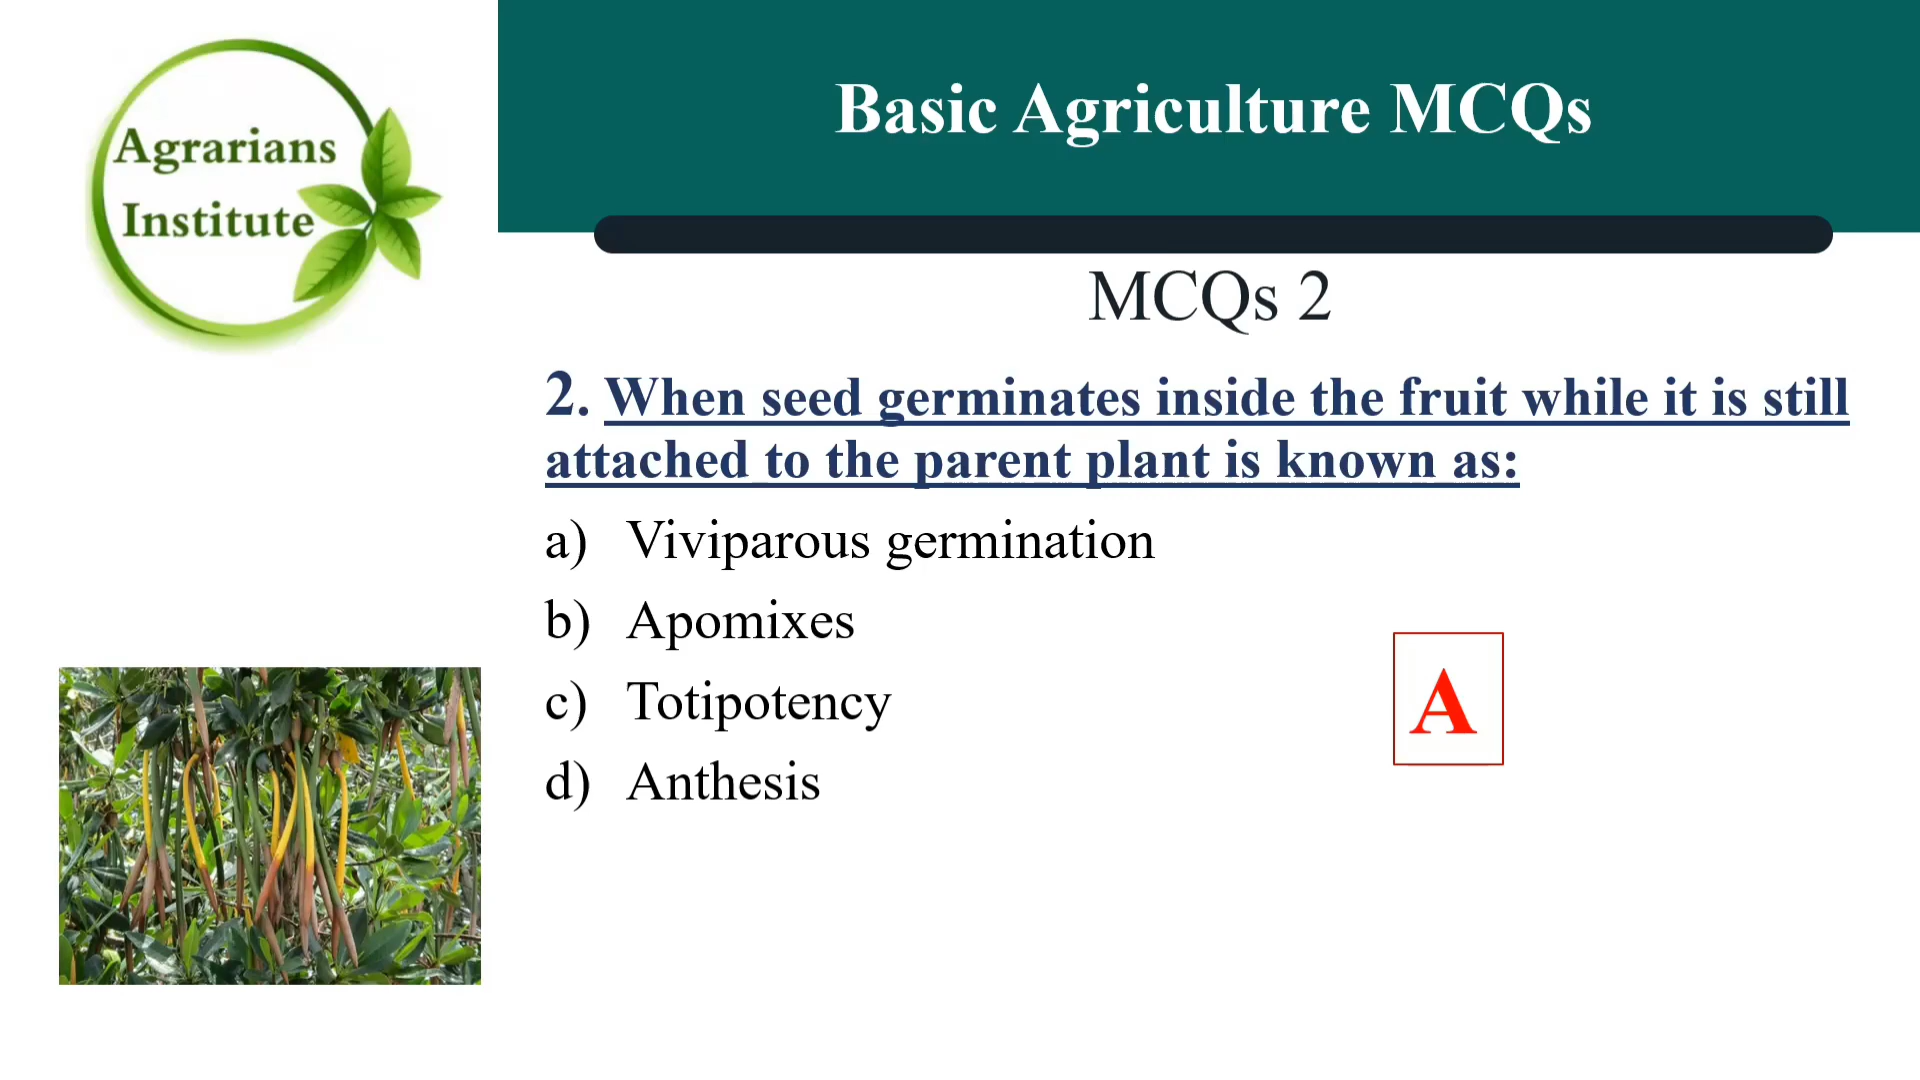 Agrarians
Institute
Basic Agriculture MCQs
MCQs 2
2. When seed germinates inside the fruit while it is still
attached to the parent plant is known as:
a) Viviparous germination
b) Apomixes
c) Totipotency
d) Anthesis
A